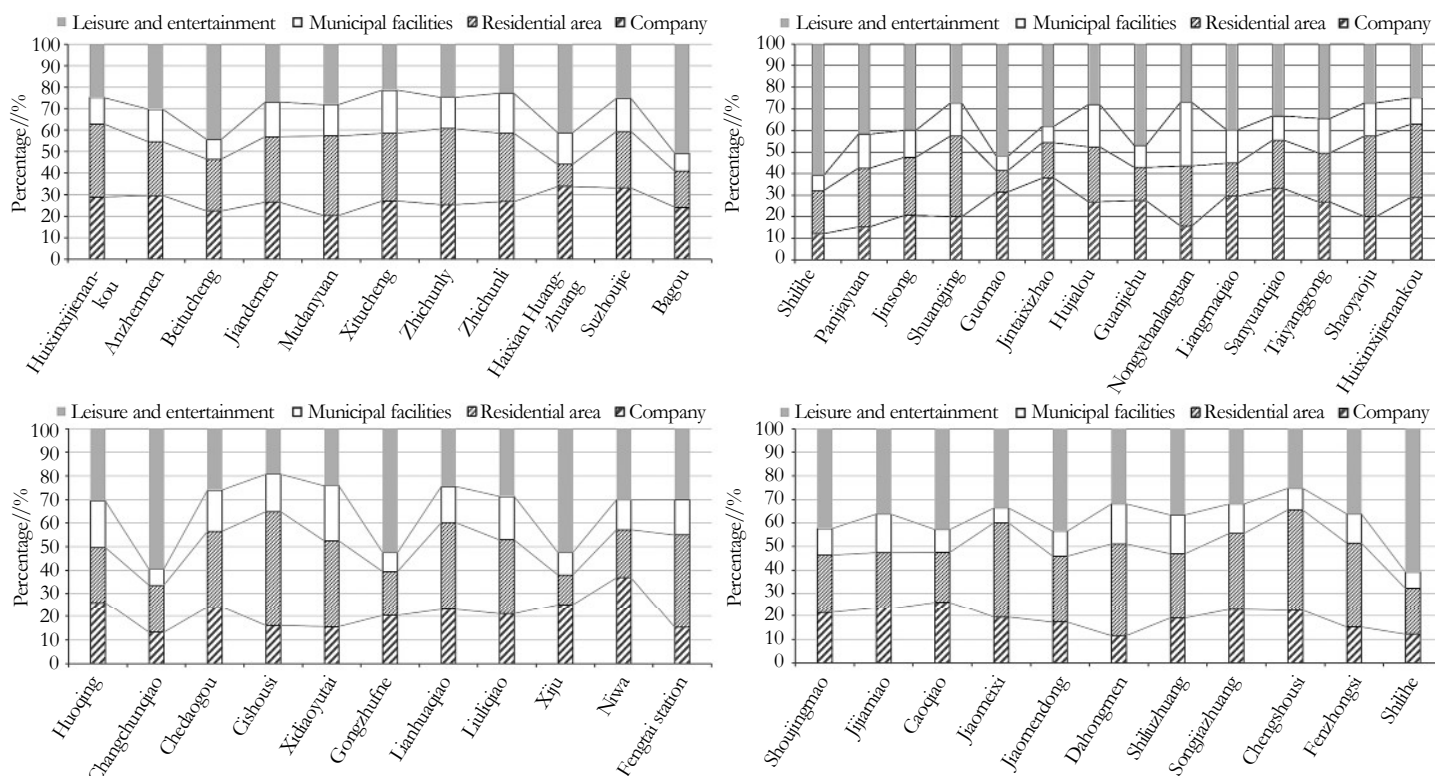 Leisure and entertainment Municipal facilities Residential area Company
Percentage//%
100
90
80
70
60
50
40
30
20
10
0
Huixinxijienan-
kou
Anzhenmen
Beitucheng
Jiandemen
Mudanyuan
Xitucheng
Zhichunly
Zhichunli
Haixian Huang-
zhuang
Suzhoujie
Bagou
Leisure and entertainment Municipal facilities Residential area Company
Percentage//%
100
90
80
70
60
50
40
30
20
10
0
Shilihe
Panjiayuan
Jinsong
Shuangjing
Guomao
Jintaixizhao
Hujialou
Guanjiehu
Nongyehanlanguan
Liangmaqiao
Sanyuanqiao
Taiyanggong
Shaoyaoju
Huixinxijienankou
Leisure and entertainment Municipal facilities Residential area Company
Percentage//%
100
90
80
70
60
50
40
30
20
10
0
Huoqing
Changchunqiao
Chedaogou
Cishousi
Xidiaoyutai
Gongzhufne
Lianhuaqiao
Liuliqiao
Xiju
Niwa
Fengtai station
Leisure and entertainment Municipal facilities Residential area Company
Percentage//%
100
90
80
70
60
50
40
30
20
10
0
Shoujingmao
Jijiamiao
Caoqiao
Jiaomeixi
Jiaomendong
Dahongmen
Shiliuzhuang
Songjiazhuang
Chengshousi
Fenzhongsi
Shilihe